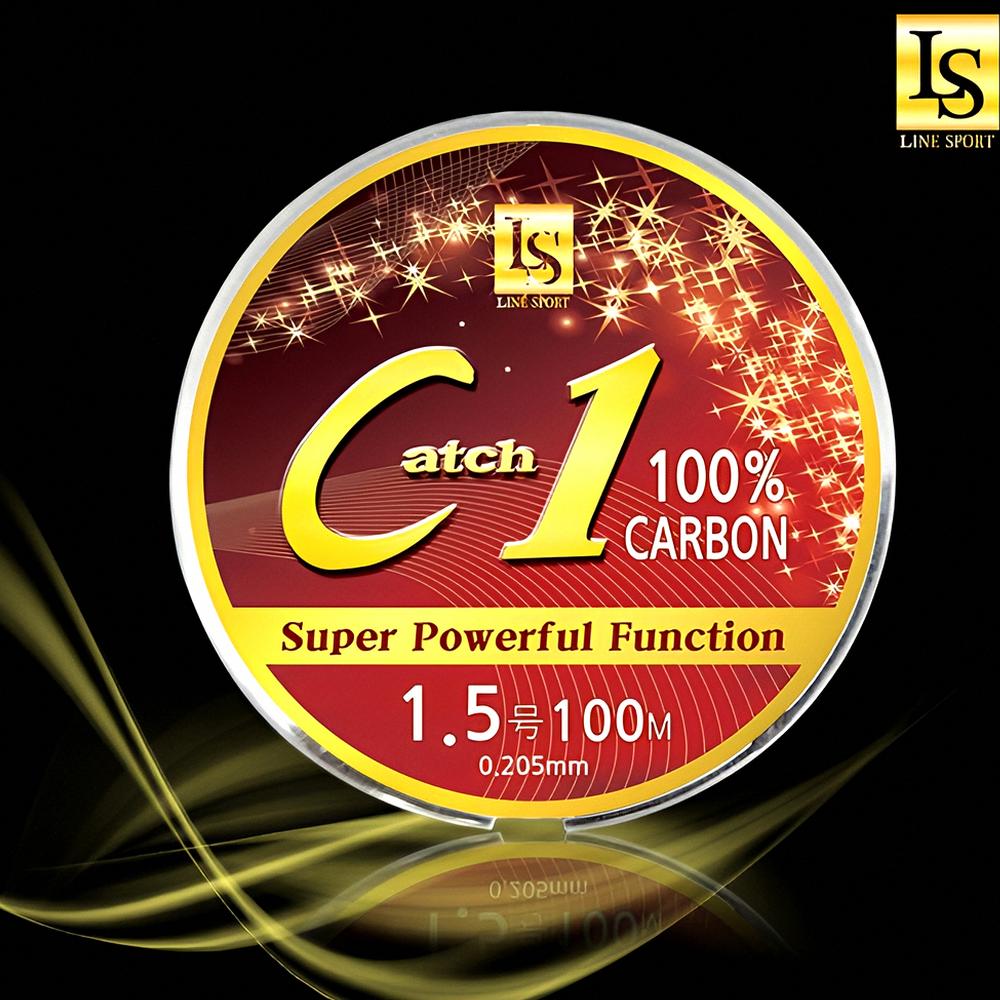 LS
LINE SPORT
LS
LINE SPORT
Catch 1
100%
CARBON
Super Powerful Function
1.5号100M
0.205mm